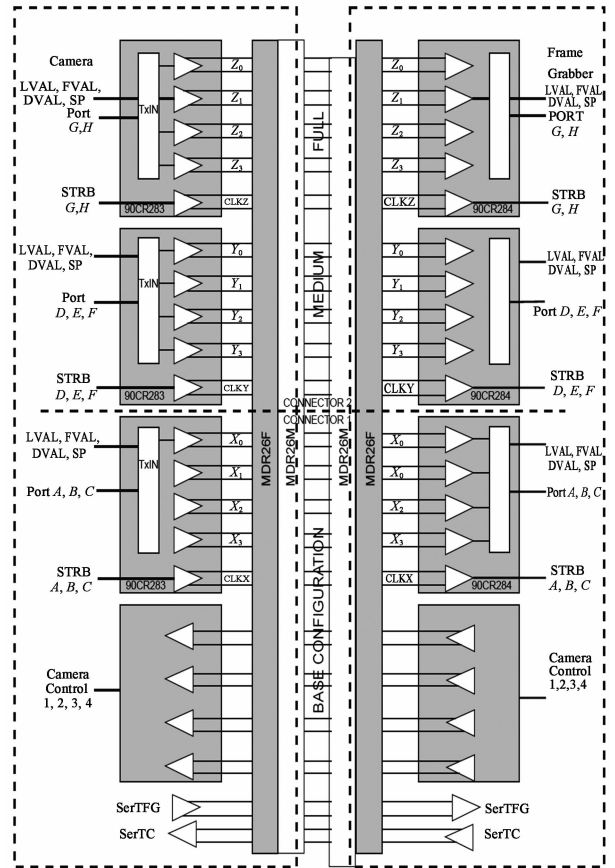 Camera
LVAL, FVAL,
DVAL, SP
Port
G,H
TxIN
Z0
Z1
Z2
Z3
STRB
G,H
90CR283
CLKZ
LVAL, FVAL,
DVAL, SP
Port
D, E, F
TxIN
Y0
Y1
Y2
Y3
STRB
D, E, F
90CR283
CLKY
LVAL, FVAL,
DVAL, SP
Port A, B, C
TxIN
X0
X1
X2
X3
STRB
A, B, C
90CR283
CLKX
Camera
Control
1, 2, 3, 4
SerTFG
SerTC
MDR26F
MDR26M
FULL
MEDIUM
CONNECTOR 2
CONNECTOR 1
BASE CONFIGURATION
MDR26M
MDR26F
Frame
Grabber
LVAL, FVAL
DVAL, SP
PORT
G, H
Z0
Z1
Z2
Z3
CLKZ
90CR284
STRB
G, H
Y0
Y1
Y2
Y3
CLKY
90CR284
LVAL, FVAL
DVAL, SP
Port D, E, F
STRB
D, E, F
X0
X0
X2
X3
CLKX
90CR284
LVAL, FVAL
DVAL, SP
Port A, B, C
STRB
A, B, C
Camera
Control
1,2,3,4
SerTFG
SerTC